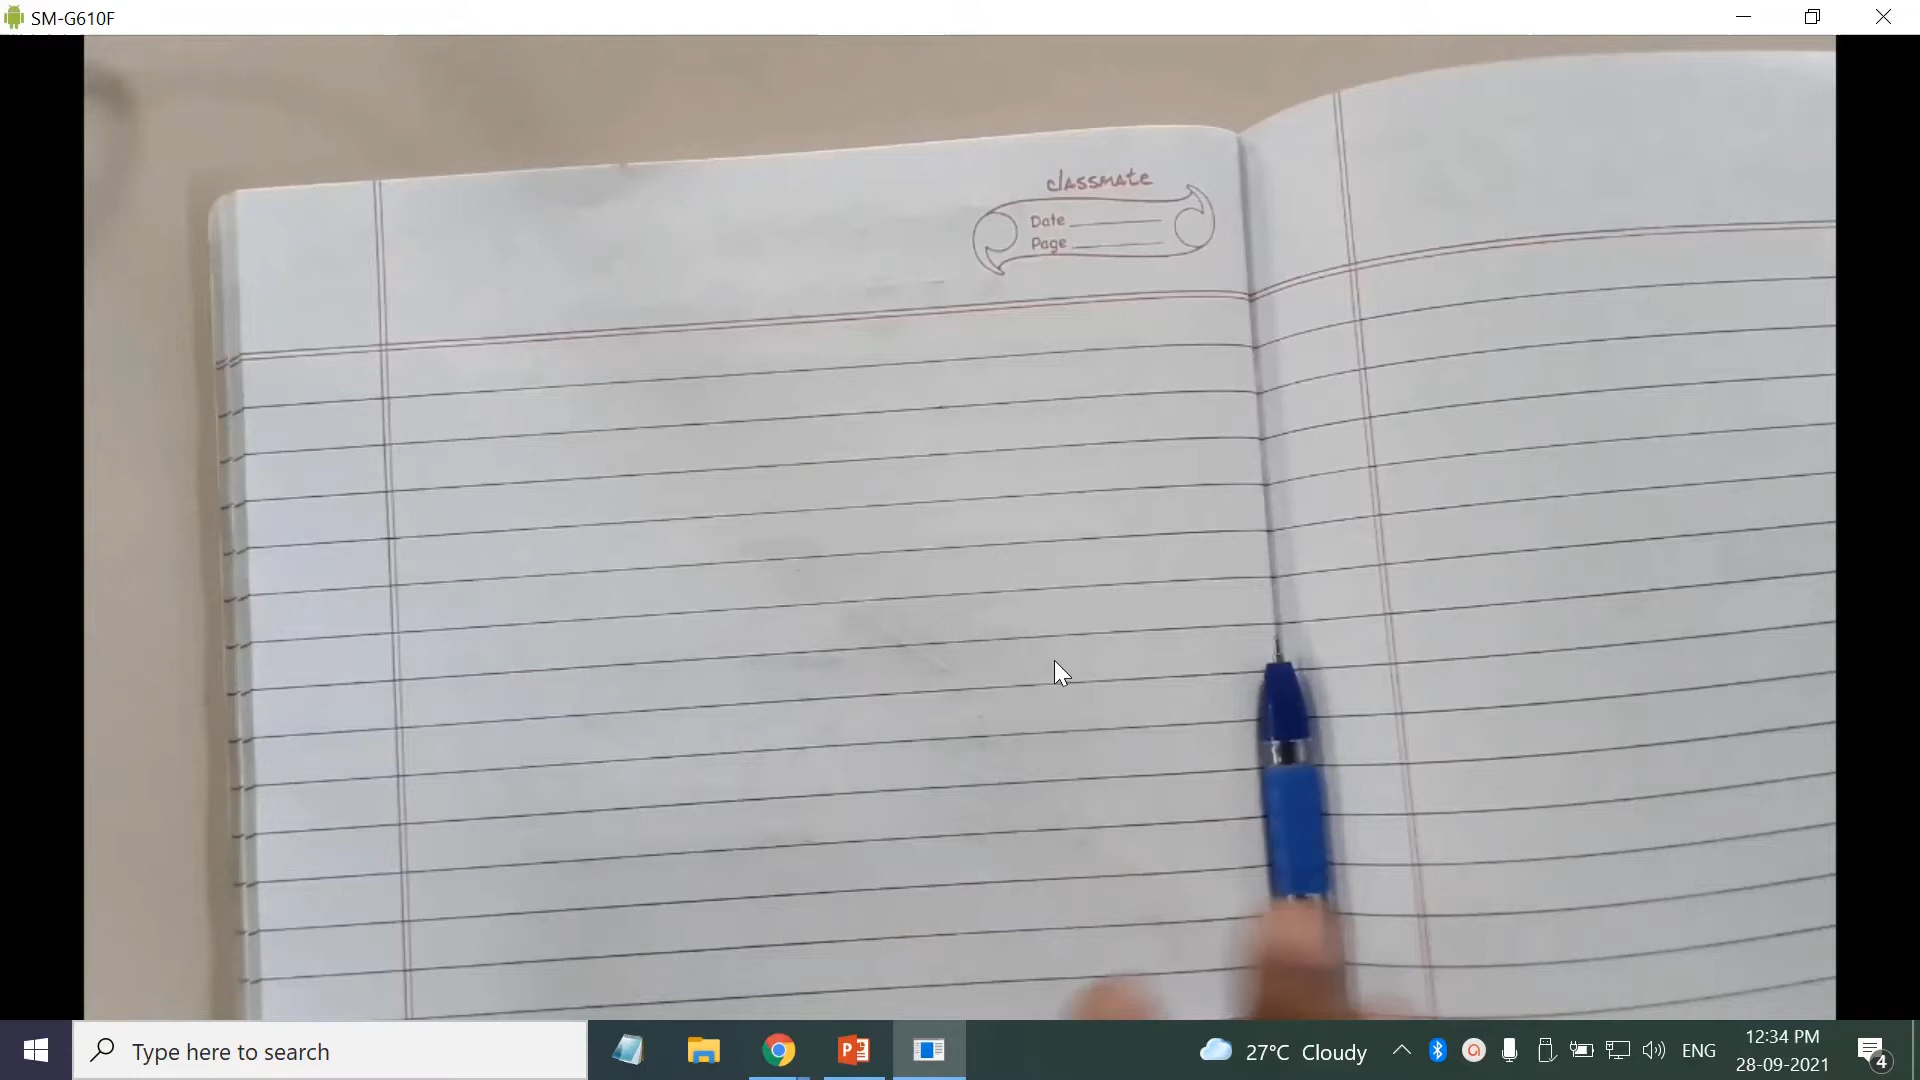 SM-G610F
classmate
Date
Page
Type here to search
27°C Cloudy
ENG
12:34 PM
28-09-2021
4